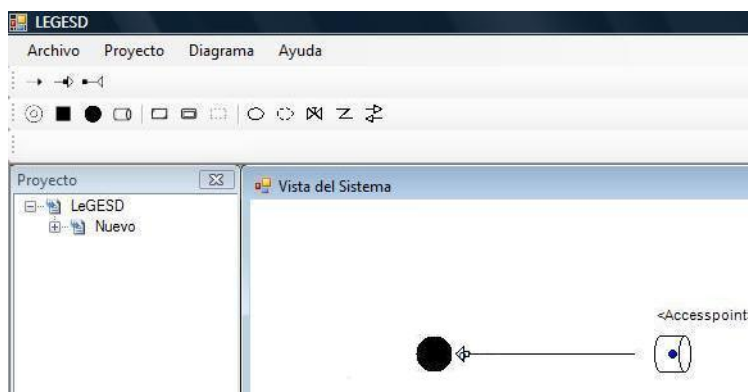 LEGESD
Archivo Proyecto Diagrama Ayuda
Proyecto
LeGESD
Nuevo
Vista del Sistema
<Accesspoint